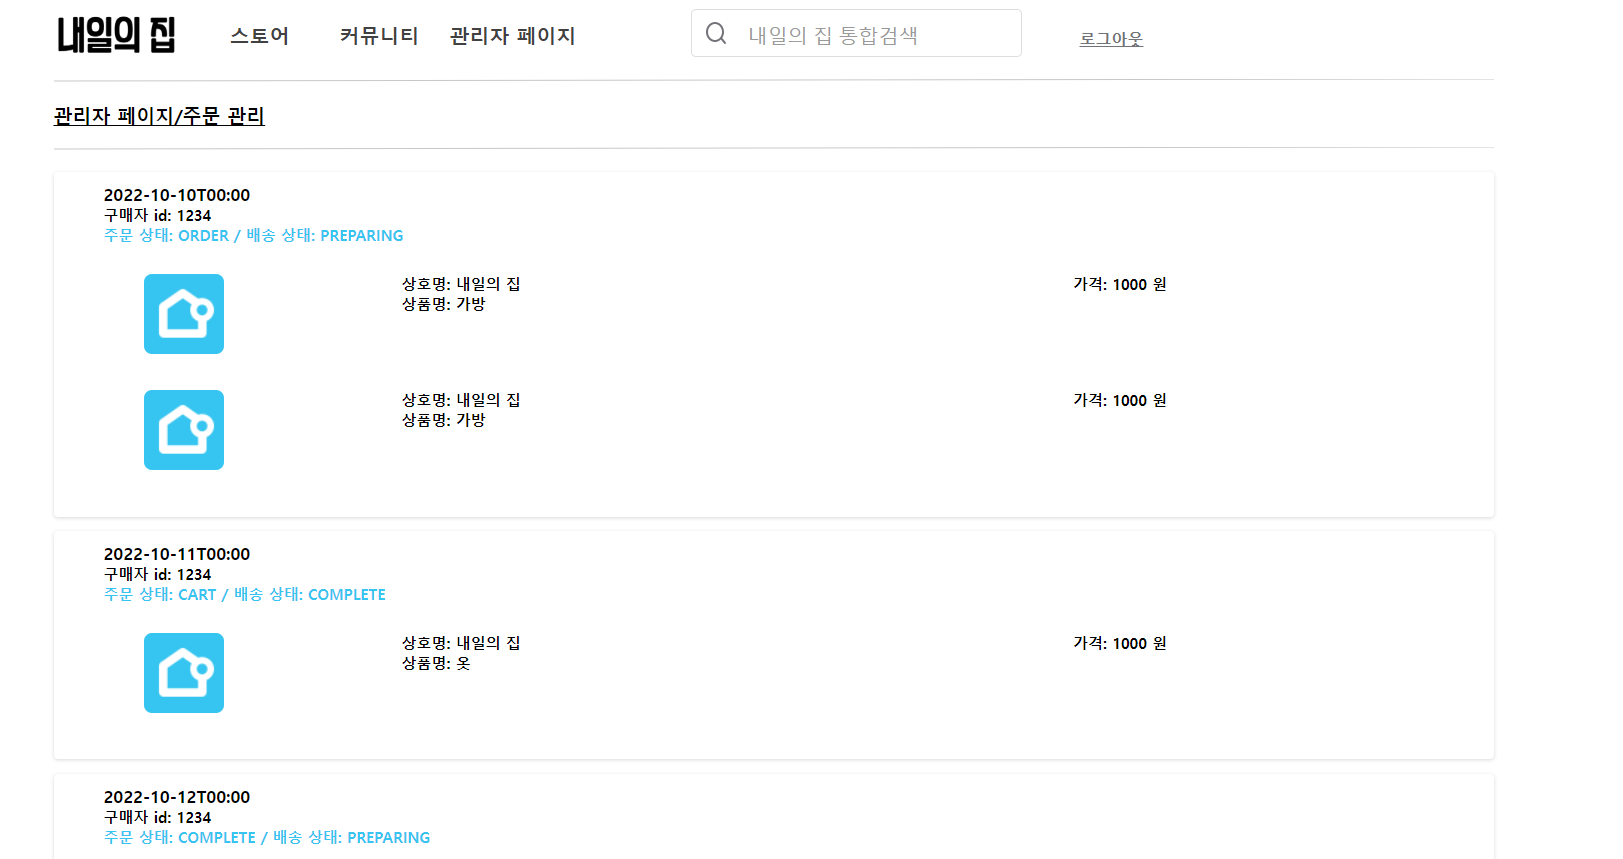 내일의 집 스토어 커뮤니티 관리자 페이지 내일의 집 통합검색 로그아웃
관리자 페이지/주문 관리
2022-10-10T00:00
구매자 id: 1234
주문 상태: ORDER / 배송 상태: PREPARING
상호명: 내일의 집 가격: 1000 원
상품명: 가방
상호명: 내일의 집 가격: 1000 원
상품명: 가방
2022-10-11T00:00
구매자 id: 1234
주문 상태: CART / 배송 상태: COMPLETE
상호명: 내일의 집 가격: 1000 원
상품명: 옷
2022-10-12T00:00
구매자 id: 1234
주문 상태: COMPLETE / 배송 상태: PREPARING